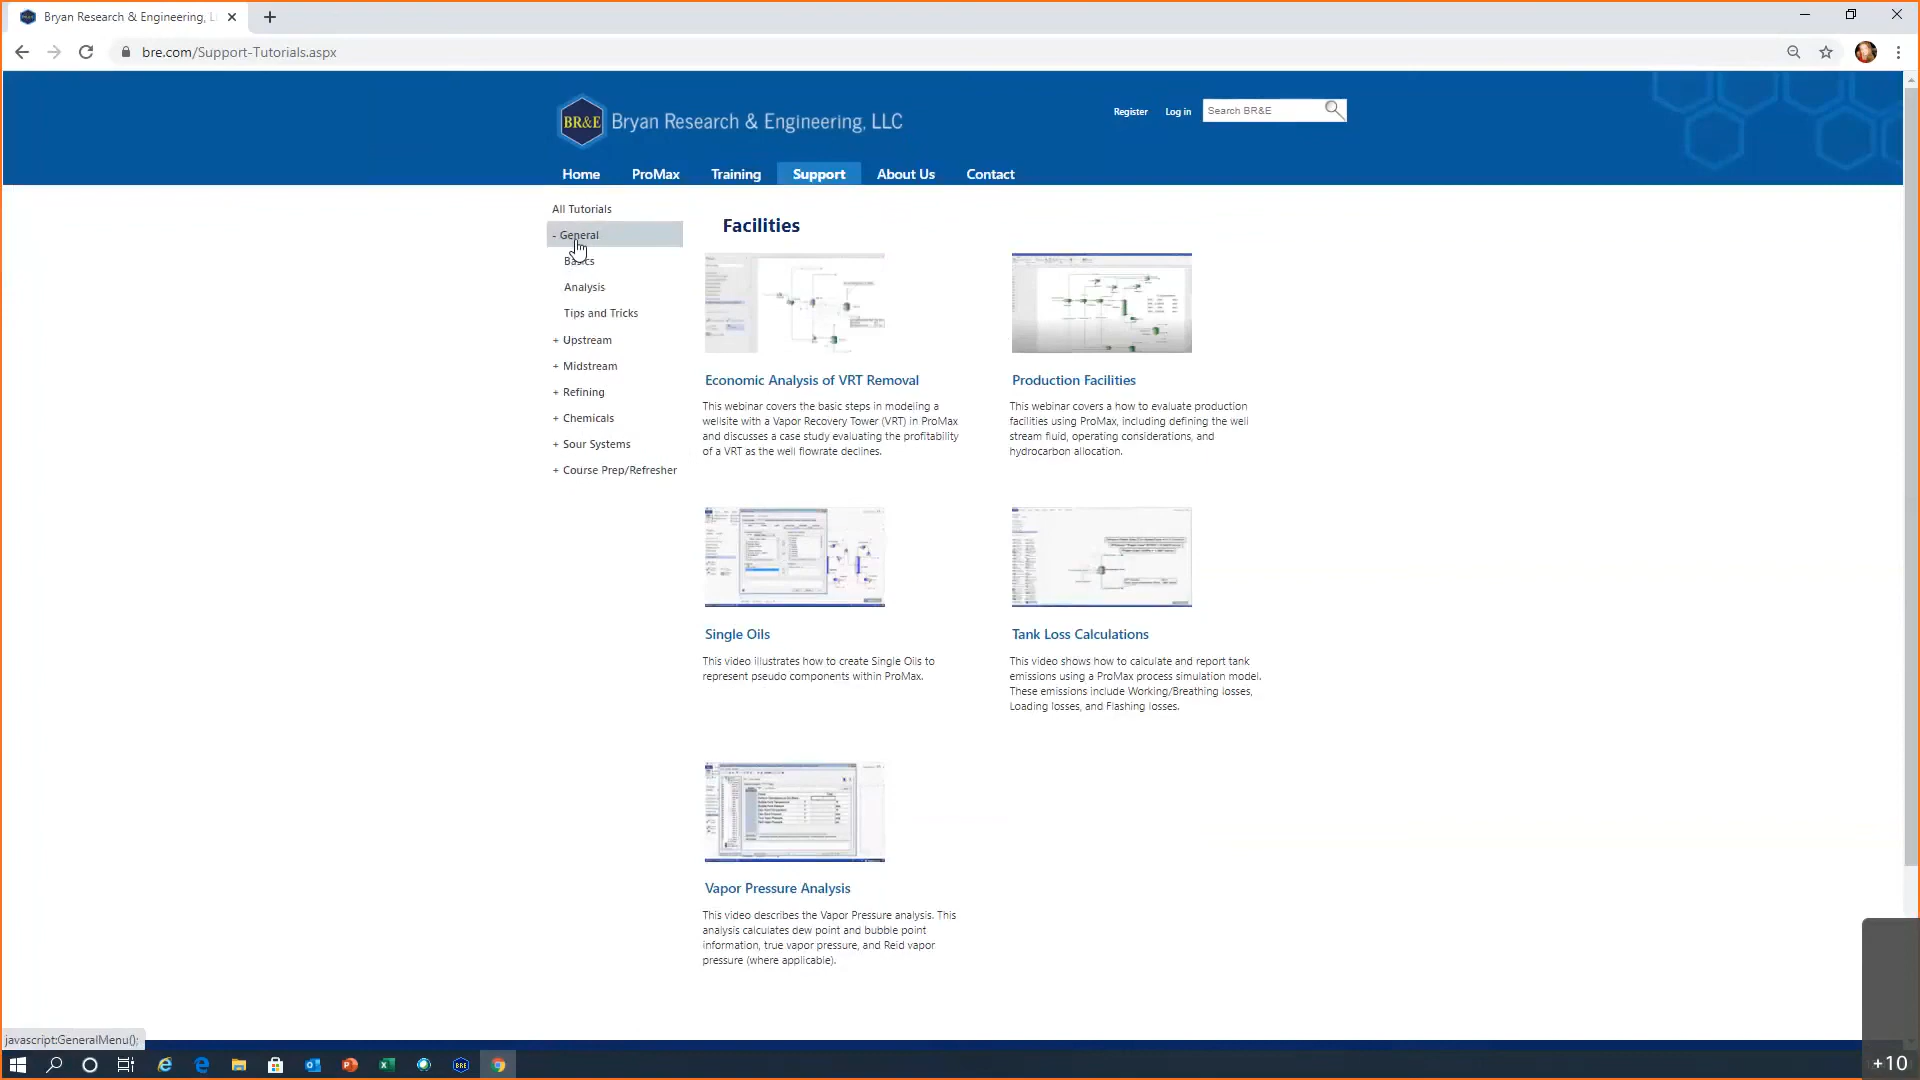 Bryan Research & Engineering, L
bre.com/Support-Tutorials.aspx
BR&E Bryan Research & Engineering, LLC
Register Log in Search BR&E
Home ProMax Training Support About Us Contact
All Tutorials
- General
Basics
Analysis
Tips and Tricks
+ Upstream
+ Midstream
+ Refining
+ Chemicals
+ Sour Systems
+ Course Prep/Refresher
Facilities
Economic Analysis of VRT Removal
This webinar covers the basic steps in modeling a
wellsite with a Vapor Recovery Tower (VRT) in ProMax
and discusses a case study evaluating the profitability
of a VRT as the well flowrate declines.
Production Facilities
This webinar covers a how to evaluate production
facilities using ProMax, including defining the well
stream fluid, operating considerations, and
hydrocarbon allocation.
Single Oils
This video illustrates how to create Single Oils to
represent pseudo components within ProMax.
Tank Loss Calculations
This video shows how to calculate and report tank
emissions using a ProMax process simulation model.
These emissions include Working/Breathing losses,
Loading losses, and Flashing losses.
Vapor Pressure Analysis
This video describes the Vapor Pressure analysis. This
analysis calculates dew point and bubble point
information, true vapor pressure, and Reid vapor
pressure (where applicable).
javascript:GeneralMenu();
+10